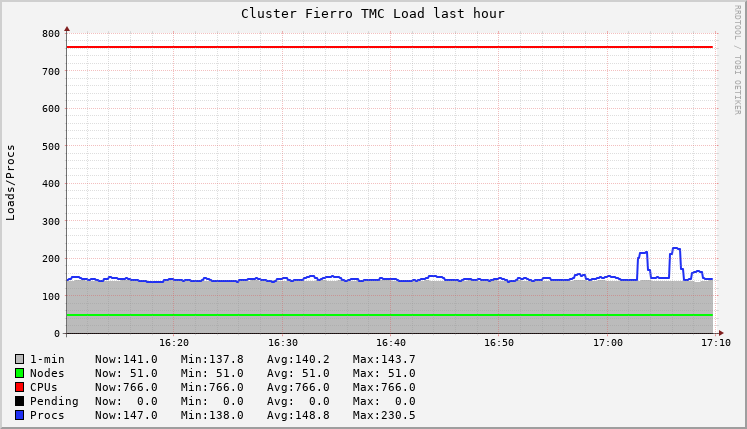 Cluster Fierro TMC Load last hour
RRDTOOL / TOBI OETIKER
Loads/Procs
800
700
600
500
400
300
200
100
0
16:20 16:30 16:40 16:50 17:00 17:10
1-min Now:141.0 Min:137.8 Avg:140.2 Max:143.7
Nodes Now: 51.0 Min: 51.0 Avg: 51.0 Max: 51.0
CPUs Now:766.0 Min:766.0 Avg:766.0 Max:766.0
Pending Now: 0.0 Min: 0.0 Avg: 0.0 Max: 0.0
Procs Now:147.0 Min:138.0 Avg:148.8 Max:230.5